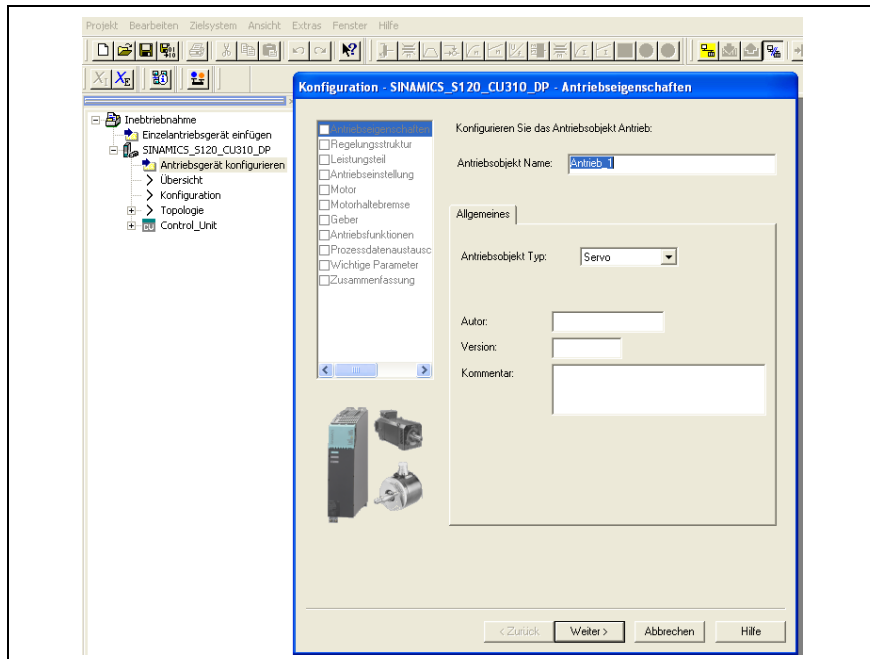 Projekt Bearbeiten Zielsystem Ansicht Extras Fenster Hilfe
Inebtriebnahme
Einzelantriebsgerät einfügen
SINAMICS_S120_CU310_DP
Antriebsgerät konfigurieren
Übersicht
Konfiguration
Topologie
Control_Unit
Konfiguration - SINAMICS_S120_CU310_DP - Antriebseigenschaften
Antriebseigenschaften
Regelungsstruktur
Leistungsteil
Antriebseinstellung
Motor
Motorhaltebremse
Geber
Antriebsfunktionen
Prozessdatenaustausc
Wichtige Parameter
Zusammenfassung
Konfigurieren Sie das Antriebsobjekt Antrieb:
Antriebsobjekt Name: Antrieb_1
Allgemeines
Antriebsobjekt Typ: Servo
Autor:
Version:
Kommentar:
< Zurück Weiter > Abbrechen Hilfe